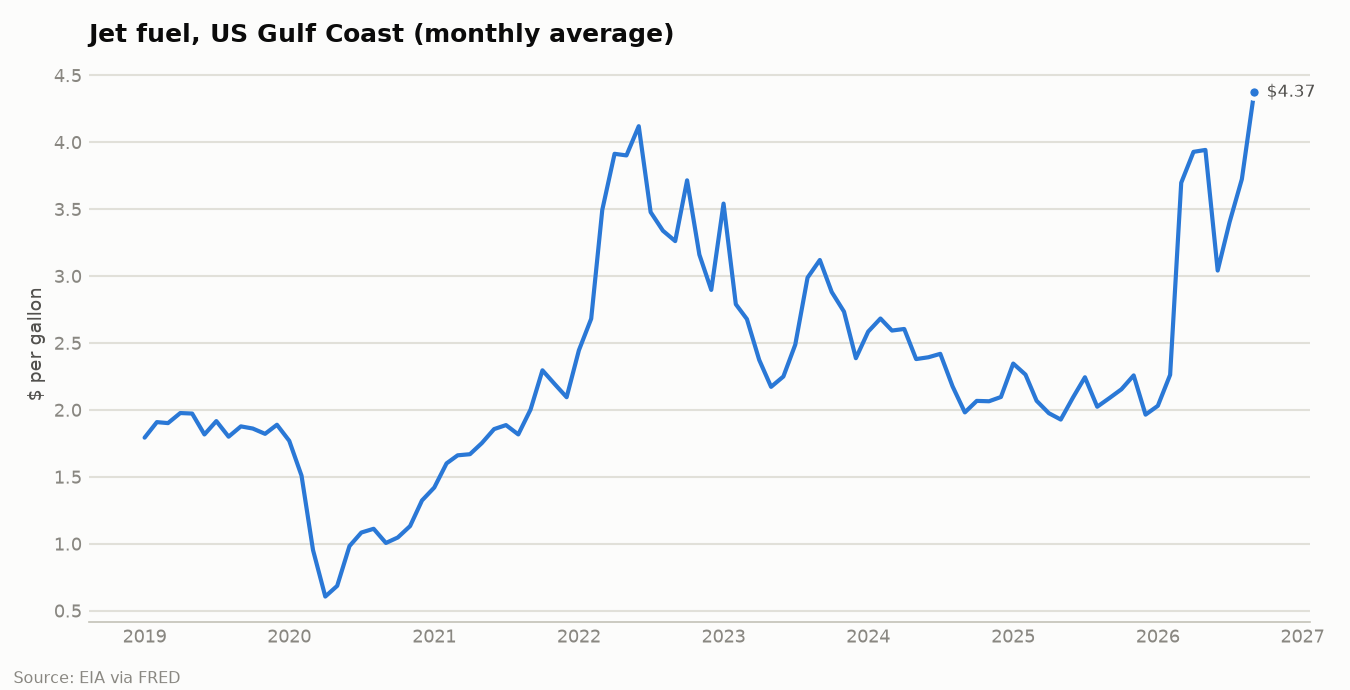 Jet fuel, US Gulf Coast (monthly average)
$ per gallon
4.5
4.0
3.5
3.0
2.5
2.0
1.5
1.0
0.5
$4.37
2019 2020 2021 2022 2023 2024 2025 2026 2027
Source: EIA via FRED